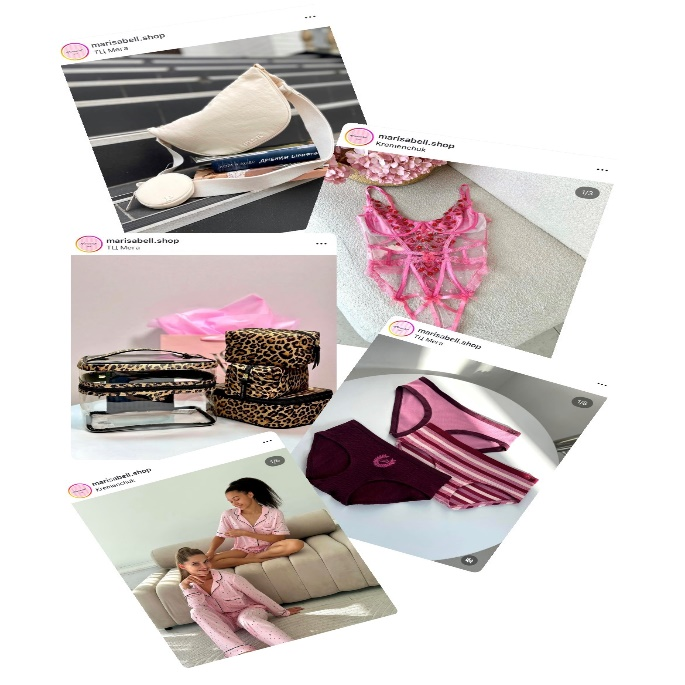 marisabell.shop
ТЦ Мега
marisabell.shop
Kremenchuk
1/3
marisabell.shop
ТЦ Мега
marisabell.shop
ТЦ Мега
1/6
marisabell.shop
Kremenchuk
1/6